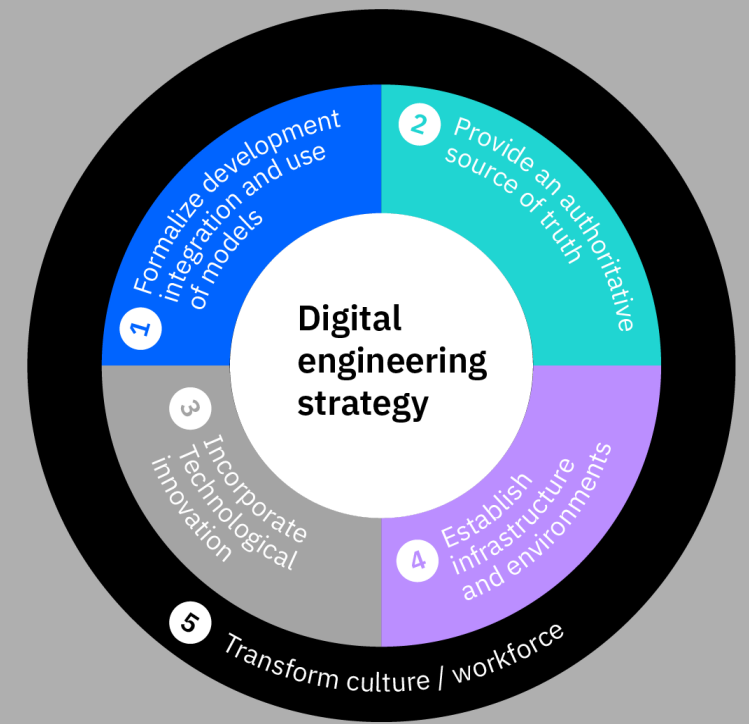 Digital
engineering
strategy
1
Formalize development
integration and use
of models
2
Provide an authoritative
source of truth
3
Incorporate
Technological
innovation
4
Establish
infrastructure
and environments
5
Transform culture / workforce